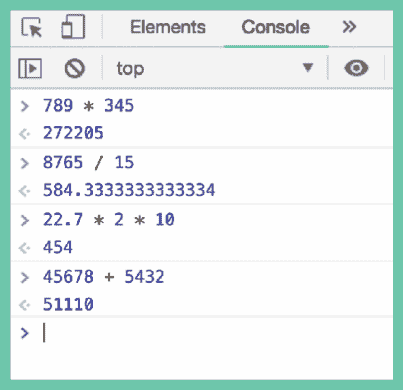 Elements Console »
top
> 789 * 345
272205
> 8765 / 15
584.3333333333334
> 22.7 * 2 * 10
454
> 45678 + 5432
51110
>